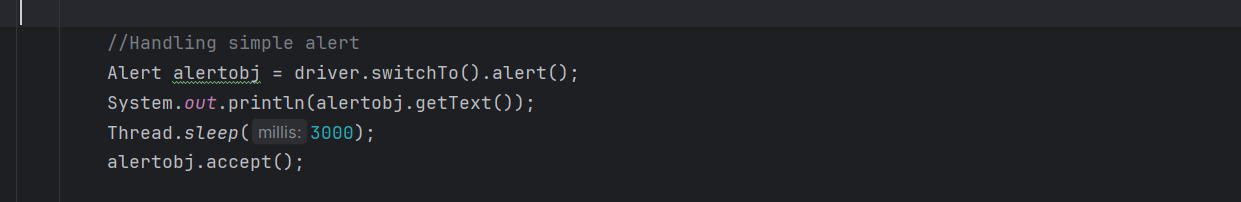 //Handling simple alert
Alert alertobj = driver.switchTo().alert();
System.out.println(alertobj.getText());
Thread.sleep( millis: 3000);
alertobj.accept();